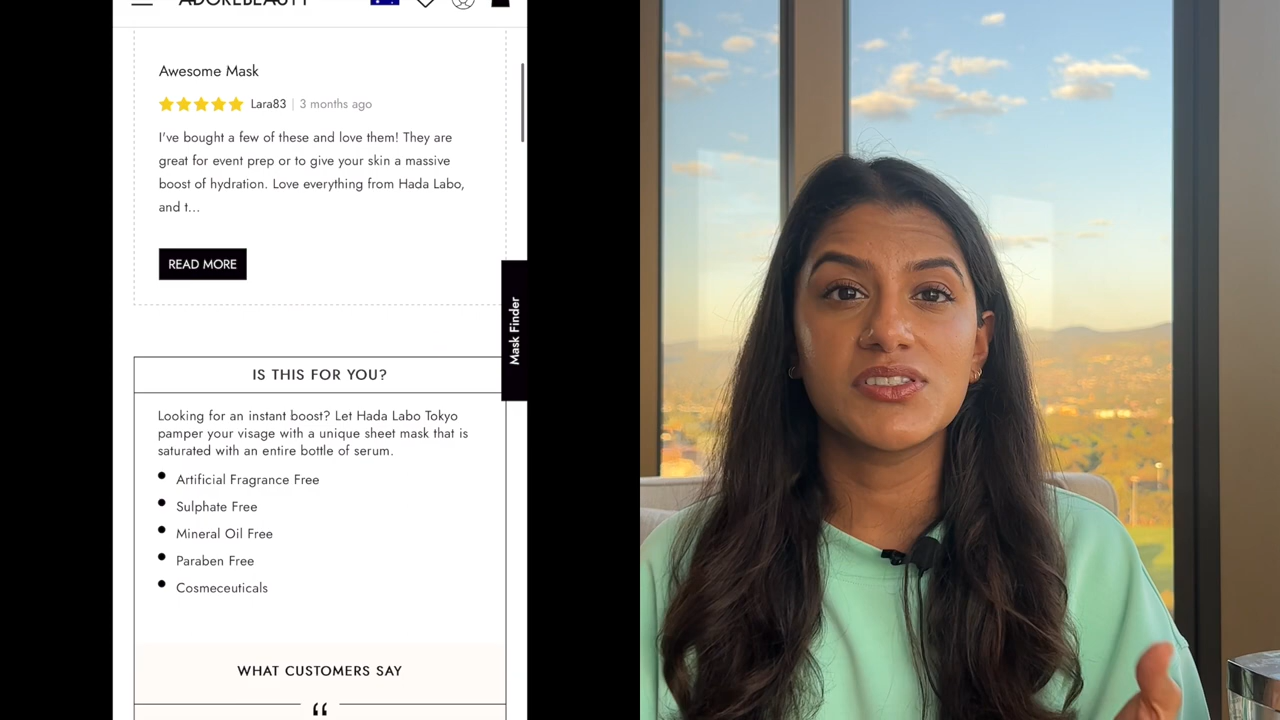 ADOREBEAUTY
Awesome Mask
Lara83 | 3 months ago
I've bought a few of these and love them! They are
great for event prep or to give your skin a massive
boost of hydration. Love everything from Hada Labo,
and t...
READ MORE
Mask Finder
IS THIS FOR YOU?
Looking for an instant boost? Let Hada Labo Tokyo
pamper your visage with a unique sheet mask that is
saturated with an entire bottle of serum.
Artificial Fragrance Free
Sulphate Free
Mineral Oil Free
Paraben Free
Cosmeceuticals
WHAT CUSTOMERS SAY
“